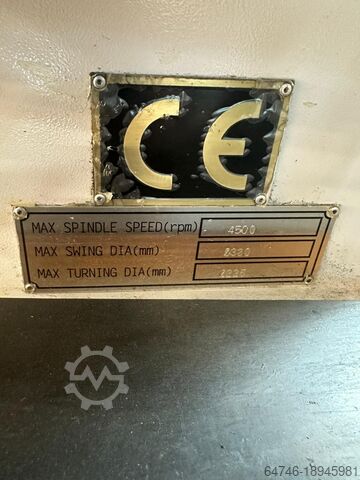 CE
MAX SPINDLE SPEED(rpm) 4500
MAX SWING DIA(mm)
MAX TURNING DIA(mm)
64746-18945981